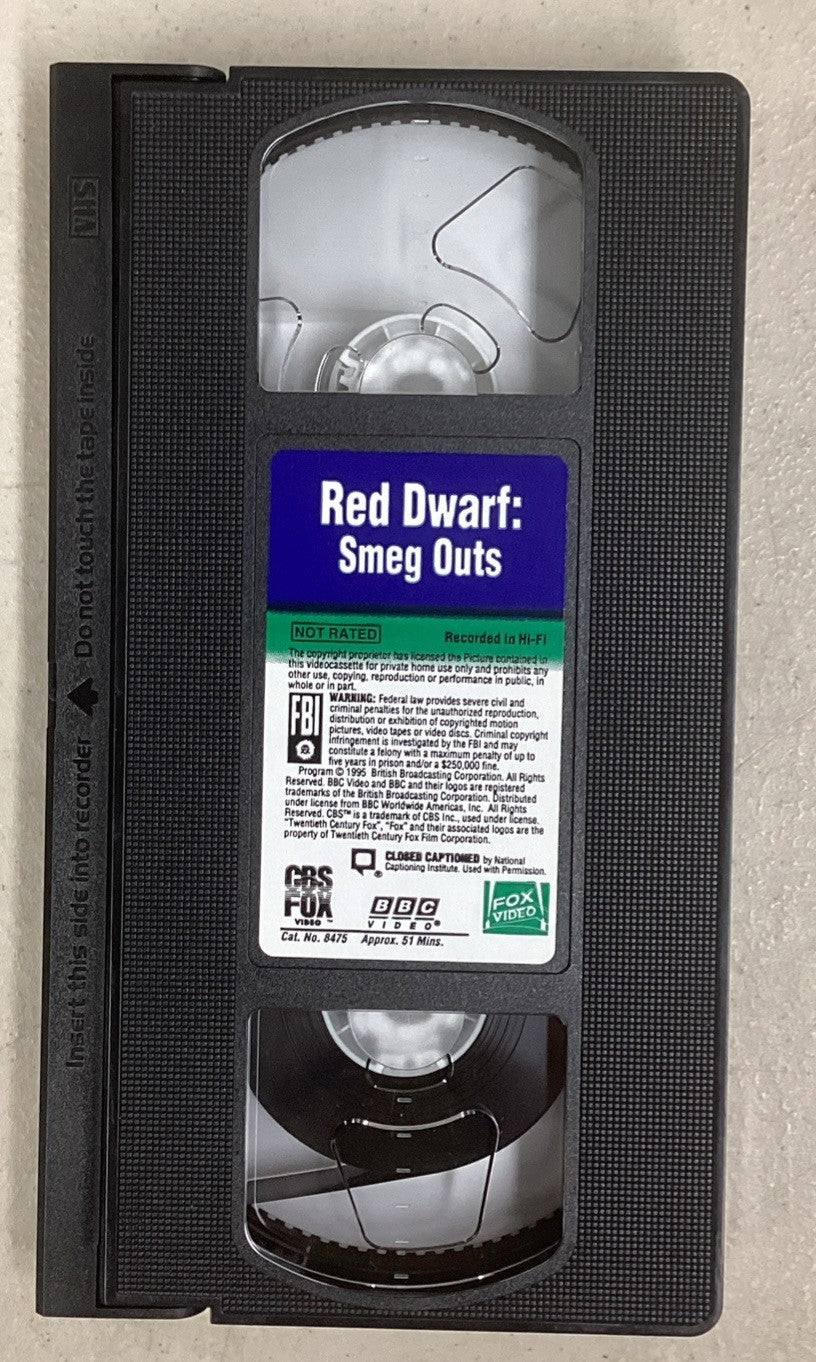 VHS
Insert this side into recorder ▲ Do not touch the tape inside
Red Dwarf:
Smeg Outs
NOT RATED Recorded in Hi-Fi
The copyright proprietor has licensed the Picture contained in
this videocassette for private home use only and prohibits any
other use, copying, reproduction or performance in public, in
whole or in part.
FBI
WARNING: Federal law provides severe civil and
criminal penalties for the unauthorized reproduction,
distribution or exhibition of copyrighted motion
pictures, video tapes or video discs. Criminal copyright
infringement is investigated by the FBI and may
constitute a felony with a maximum penalty of up to
five years in prison and/or a $250,000 fine.
Program © 1995 British Broadcasting Corporation. All Rights
Reserved. BBC Video and BBC and their logos are registered
trademarks of the British Broadcasting Corporation. Distributed
under license from BBC Worldwide Americas, Inc. All Rights
Reserved. CBS™ is a trademark of CBS Inc., used under license.
"Twentieth Century Fox", "Fox" and their associated logos are the
property of Twentieth Century Fox Film Corporation.
® CLOSED CAPTIONED by National
Captioning Institute. Used with Permission.
CBS
FOX
VIDEO ™
BBC
VIDEO®
FOX
VIDEO
Cat. No. 8475 Approx. 51 Mins.